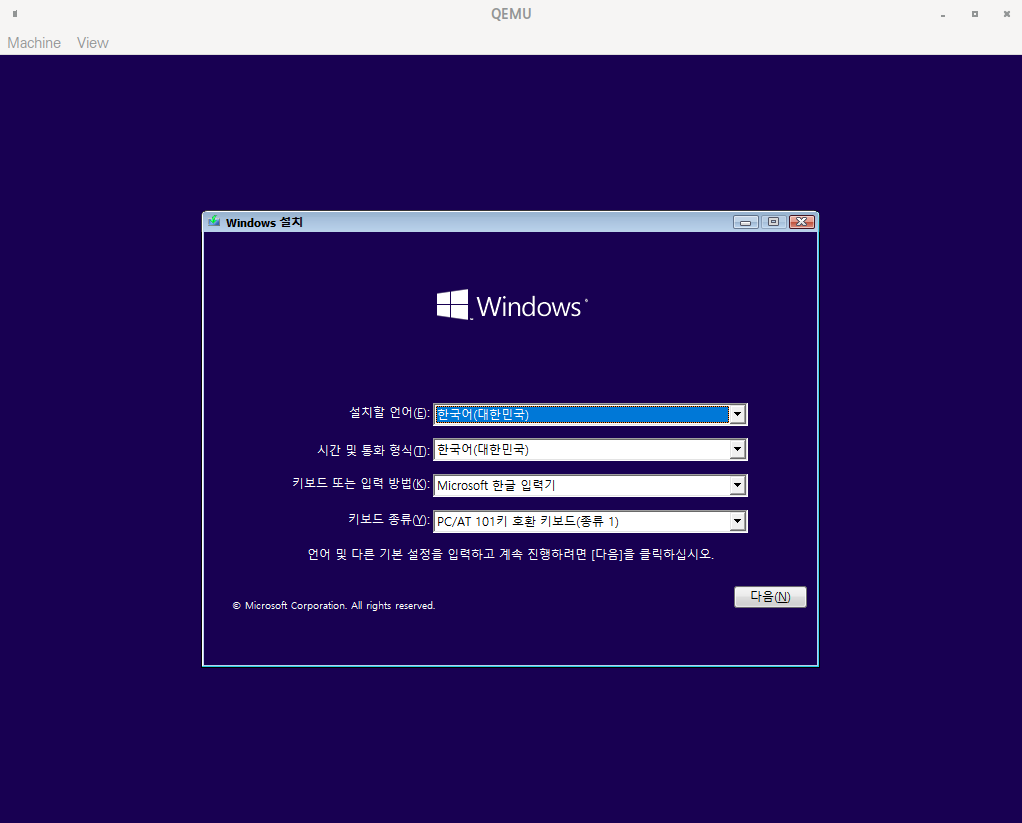 QEMU
Machine View
Windows 설치
Windows
설치할 언어(E): 한국어(대한민국)
시간 및 통화 형식(T): 한국어(대한민국)
키보드 또는 입력 방법(K): Microsoft 한글 입력기
키보드 종류(Y): PC/AT 101키 호환 키보드(종류 1)
언어 및 다른 기본 설정을 입력하고 계속 진행하려면 [다음]을 클릭하십시오.
다음(N)
© Microsoft Corporation. All rights reserved.